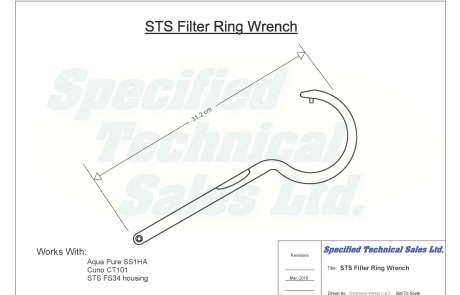 STS Filter Ring Wrench
Specified
Technical
Sales Ltd.
31.2 cm
Works With:
Aqua Pure SS1HA
Cuno CT101
STS FS34 housing
Revisions
Mar, 2010
Specified Technical Sales Ltd.
Title: STS Filter Ring Wrench
Drawn by:
Not To Scale